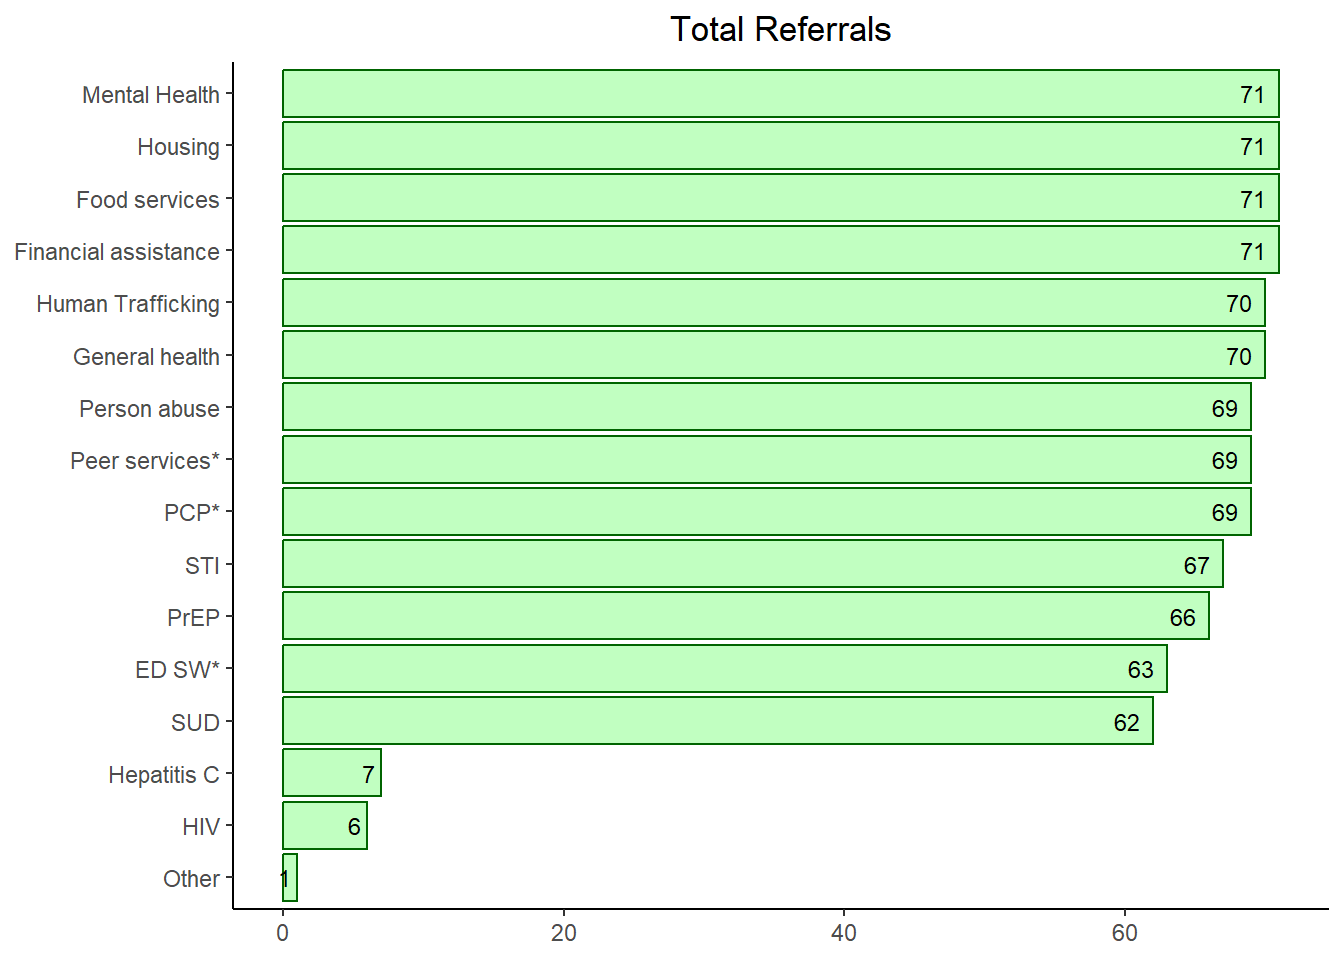 Total Referrals
Mental Health 71
Housing 71
Food services 71
Financial assistance 71
Human Trafficking 70
General health 70
Person abuse 69
Peer services* 69
PCP* 69
STI 67
PrEP 66
ED SW* 63
SUD 62
Hepatitis C 7
HIV 6
Other 1
0 20 40 60